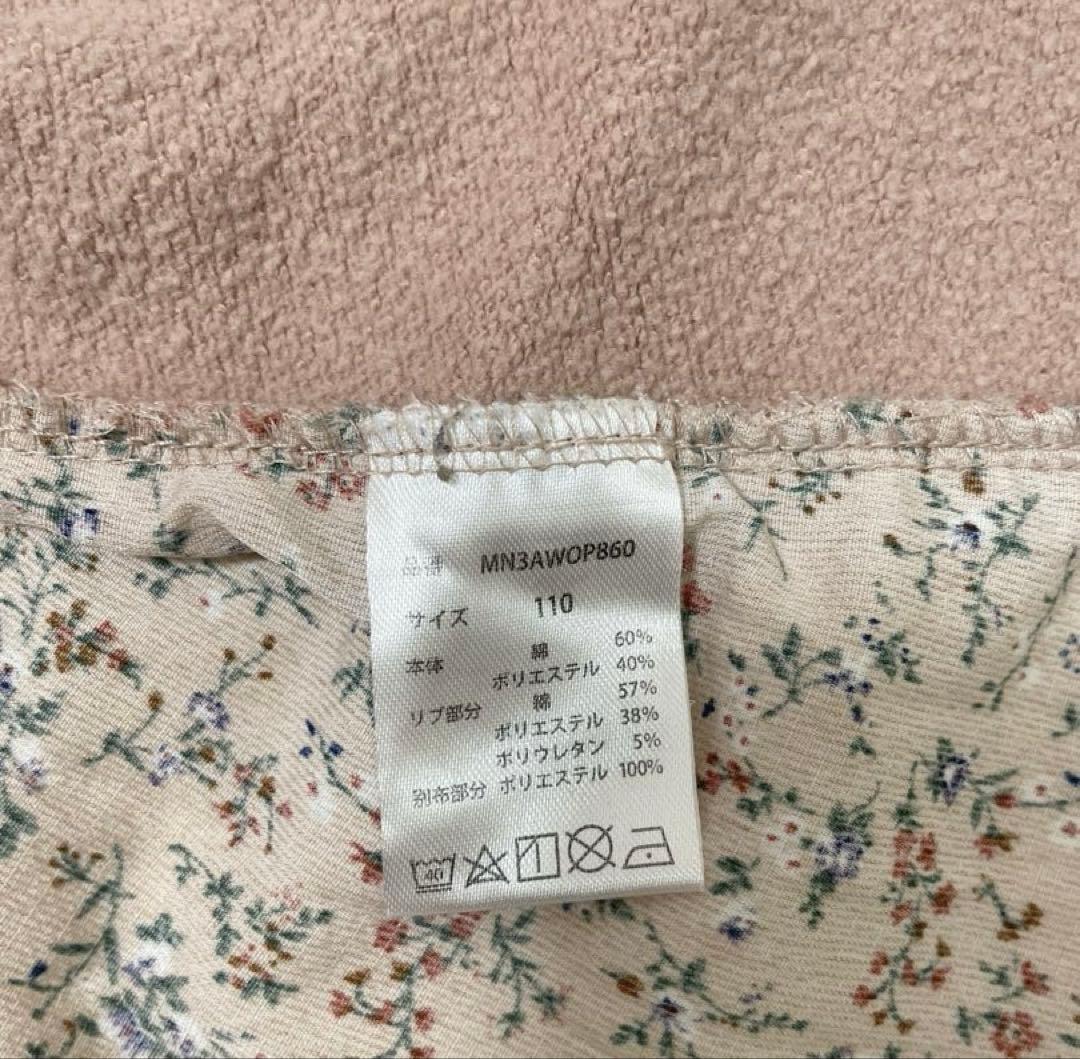 品番 MN3AWOP860
サイズ 110
本体 綿 60%
ポリエステル 40%
リブ部分 綿 57%
ポリエステル 38%
ポリウレタン 5%
別布部分 ポリエステル 100%
40